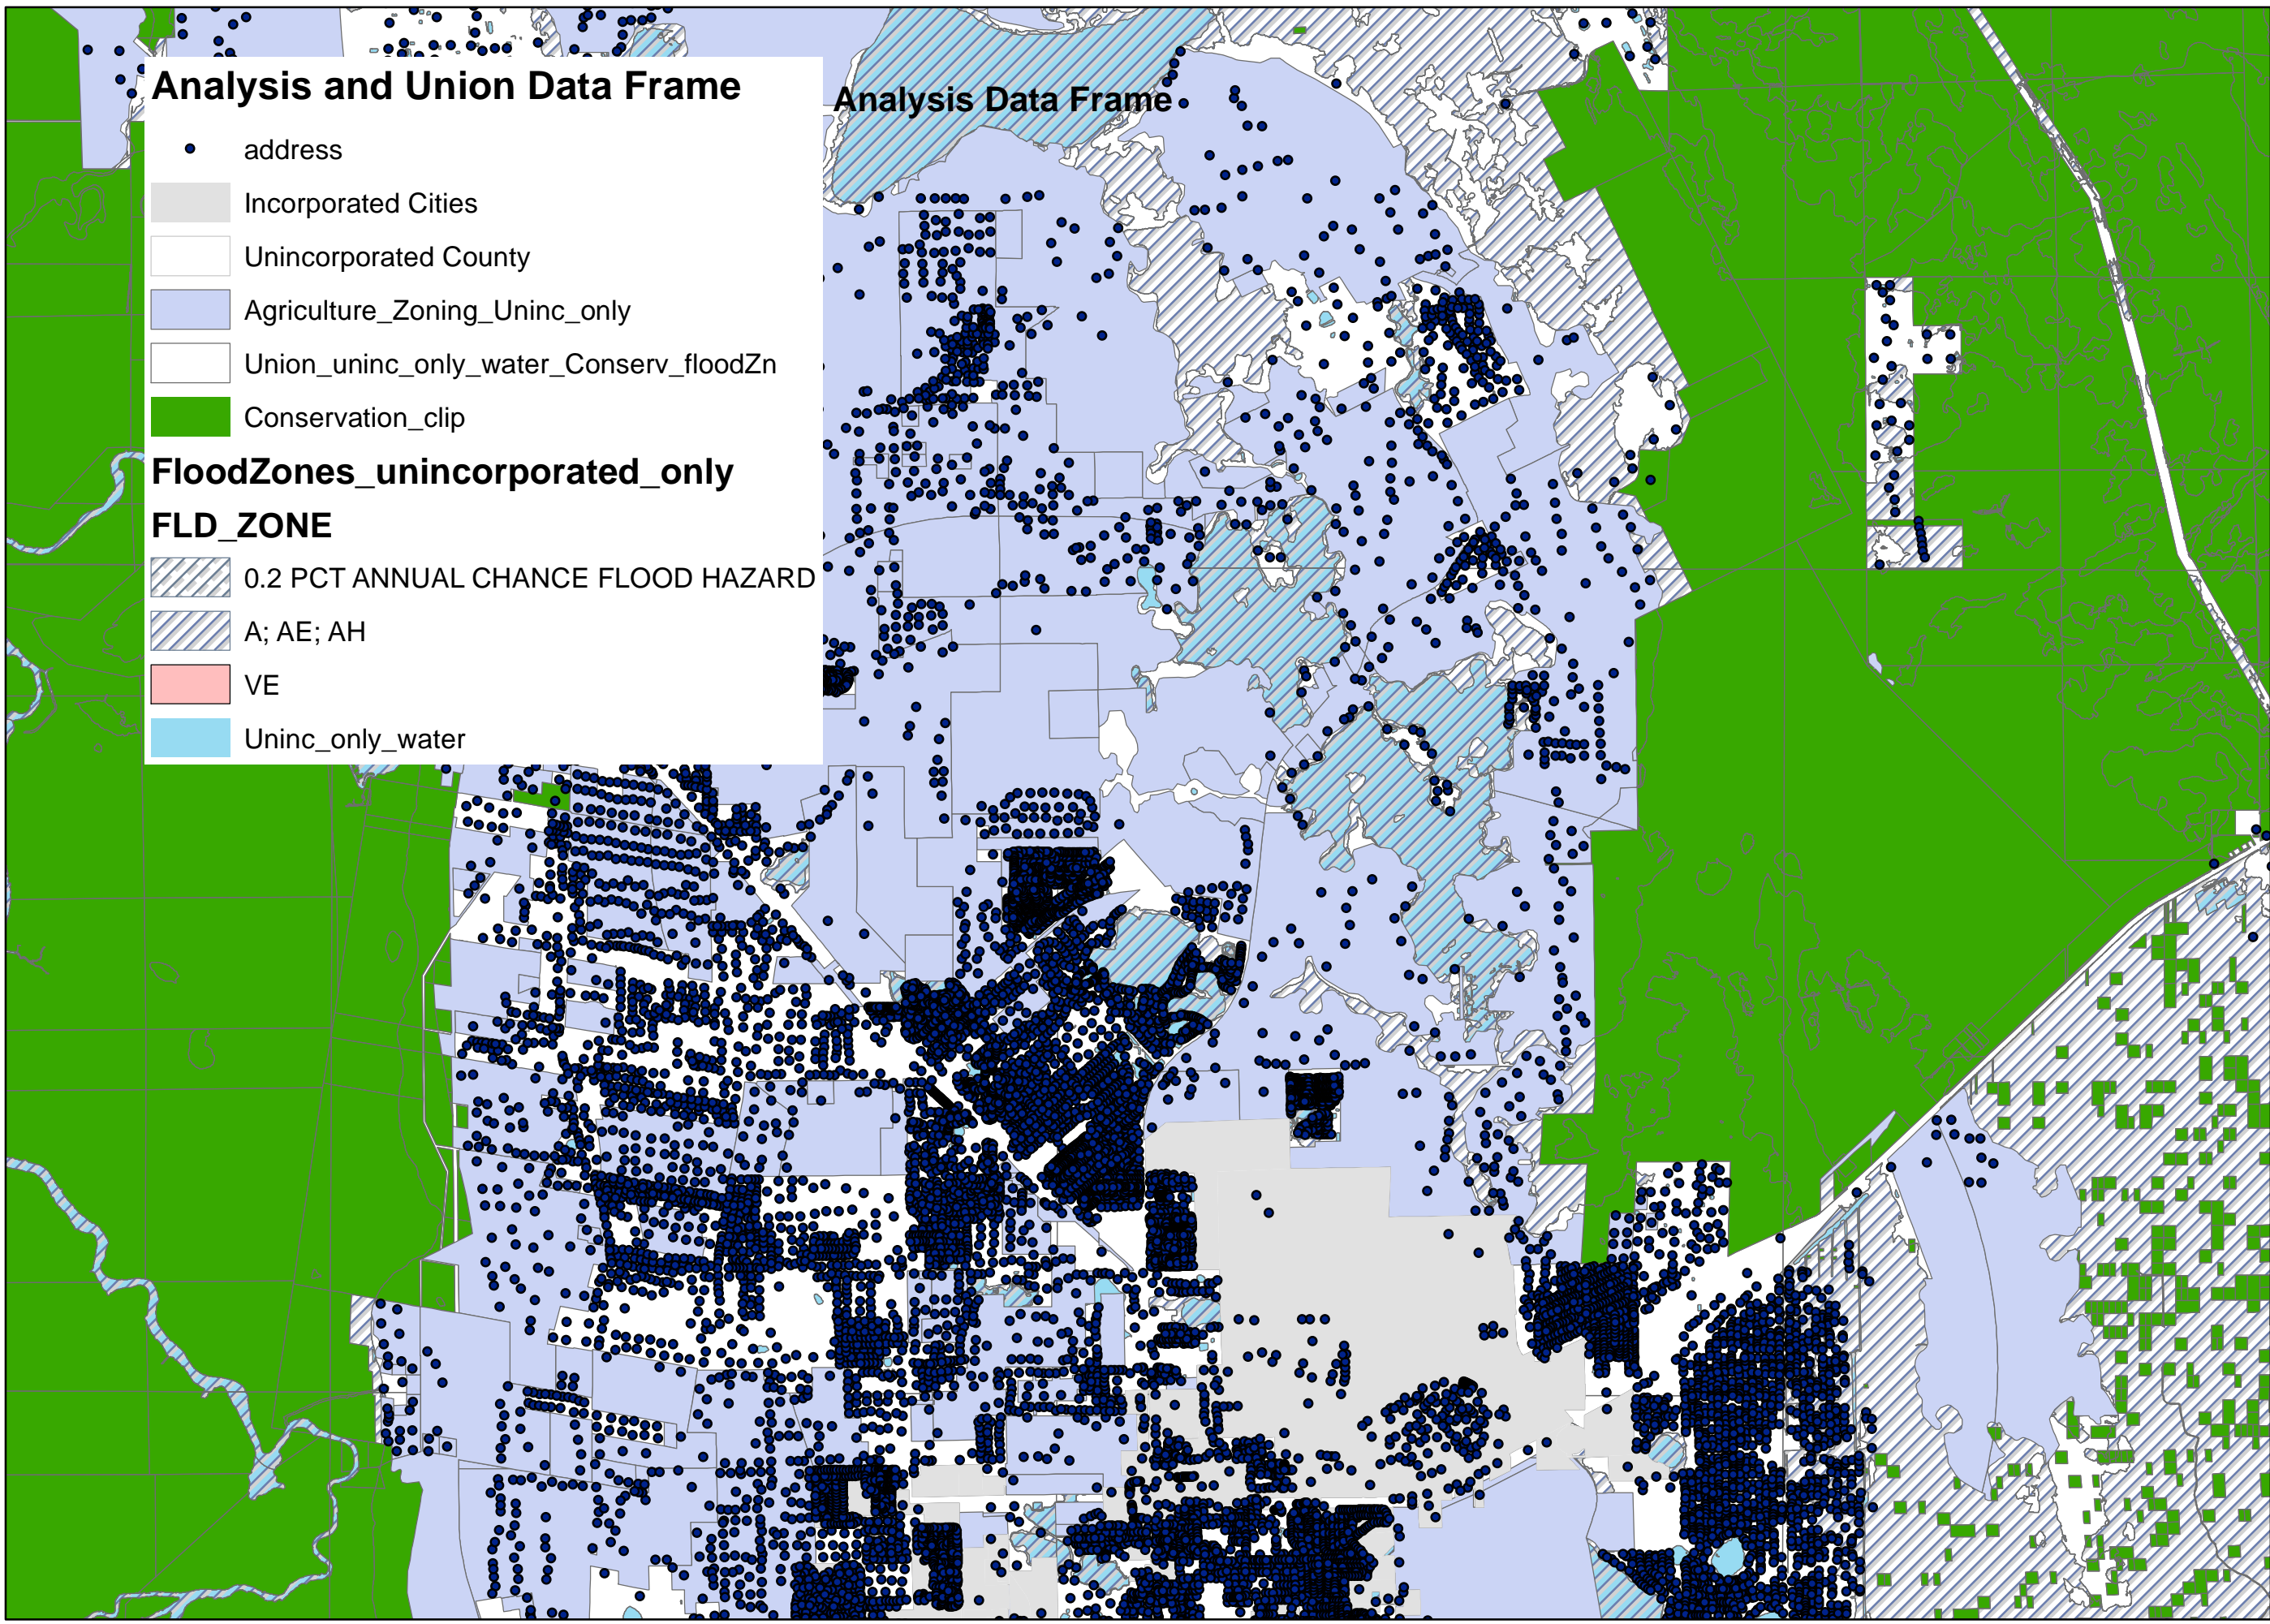 Analysis and Union Data Frame
Analysis Data Frame
address
Incorporated Cities
Unincorporated County
Agriculture_Zoning_Uninc_only
Union_uninc_only_water_Conserv_floodZn
Conservation_clip
FloodZones_unincorporated_only
FLD_ZONE
0.2 PCT ANNUAL CHANCE FLOOD HAZARD
A; AE; AH
VE
Uninc_only_water